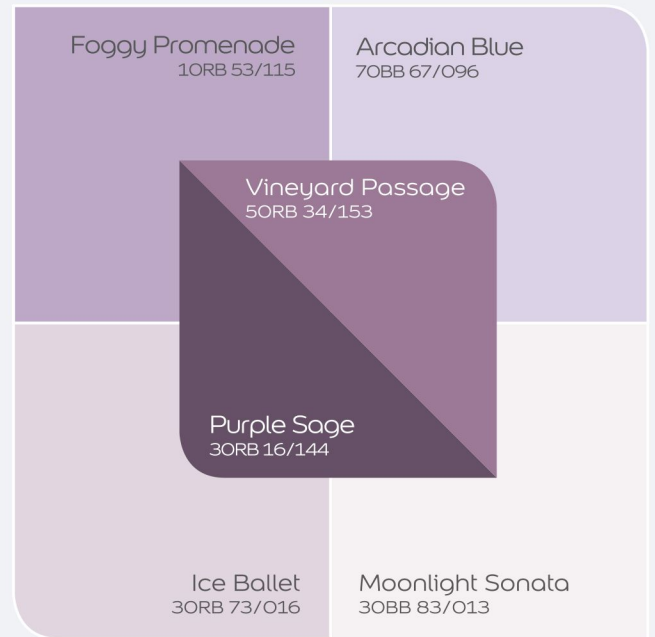 Foggy Promenade
10RB 53/115
Arcadian Blue
70BB 67/096
Vineyard Passage
50RB 34/153
Purple Sage
30RB 16/144
Ice Ballet
30RB 73/016
Moonlight Sonata
30BB 83/013